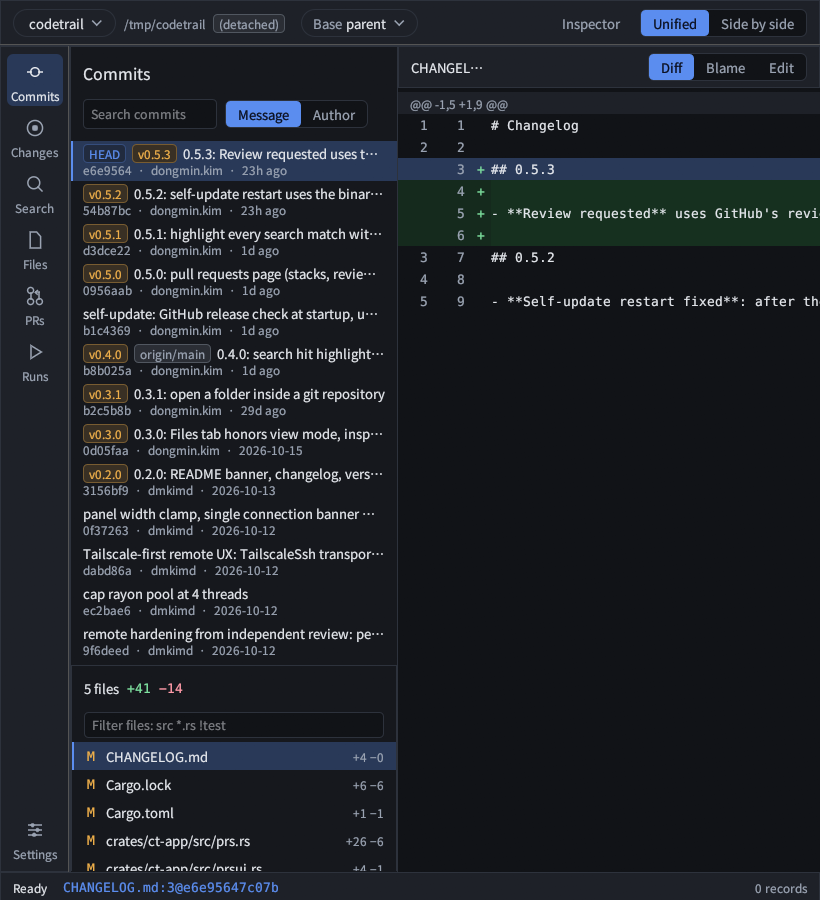 codetrail /tmp/codetrail (detached) Base parent Inspector Unified Side by side
Commits
Changes
Search
Files
PRs
Runs
Settings
Commits
Search commits Message Author
HEAD v0.5.3 0.5.3: Review requested uses t···
e6e9564 · dongmin.kim · 23h ago
v0.5.2 0.5.2: self-update restart uses the binar···
54b87bc · dongmin.kim · 23h ago
v0.5.1 0.5.1: highlight every search match wit···
d3dce22 · dongmin.kim · 1d ago
v0.5.0 0.5.0: pull requests page (stacks, revie···
0956aab · dongmin.kim · 1d ago
self-update: GitHub release check at startup, u···
b1c4369 · dongmin.kim · 1d ago
v0.4.0 origin/main 0.4.0: search hit highlight···
b8b025a · dongmin.kim · 1d ago
v0.3.1 0.3.1: open a folder inside a git repository
b2c5b8b · dongmin.kim · 29d ago
v0.3.0 0.3.0: Files tab honors view mode, insp···
0d05faa · dongmin.kim · 2026-10-15
v0.2.0 0.2.0: README banner, changelog, vers···
3156bf9 · dmkimd · 2026-10-13
panel width clamp, single connection banner ···
0f37263 · dmkimd · 2026-10-12
Tailscale-first remote UX: TailscaleSsh transpor···
dabd86a · dmkimd · 2026-10-12
cap rayon pool at 4 threads
ec2bae6 · dmkimd · 2026-10-12
remote hardening from independent review: pe···
9f6deed · dmkimd · 2026-10-12
5 files +41 −14
Filter files: src *.rs !test
M CHANGELOG.md +4 −0
M Cargo.lock +6 −6
M Cargo.toml +1 −1
M crates/ct-app/src/prs.rs +26 −6
M crates/ct-app/src/prsui.rs +4 −1
CHANGEL··· Diff Blame Edit
@@ -1,5 +1,9 @@
1 1 # Changelog
2 2
3 + ## 0.5.3
4 +
5 + - **Review requested** uses GitHub's revi
6 +
3 7 ## 0.5.2
4 8
5 9 - **Self-update restart fixed**: after th
Ready CHANGELOG.md:3@e6e95647c07b 0 records